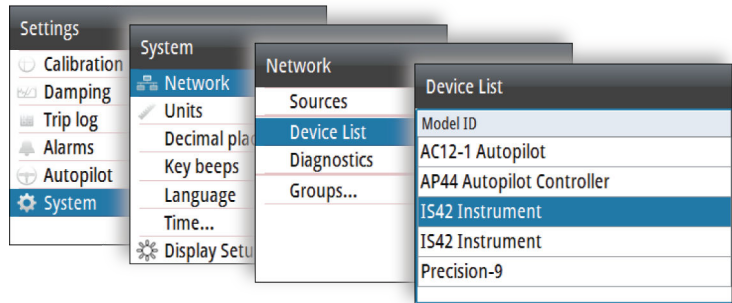 Settings
Calibration
Damping
Trip log
Alarms
Autopilot
System
System
Network
Units
Decimal plac
Key beeps
Language
Time...
Display Setu
Network
Sources
Device List
Diagnostics
Groups...
Device List
Model ID
AC12-1 Autopilot
AP44 Autopilot Controller
IS42 Instrument
IS42 Instrument
Precision-9